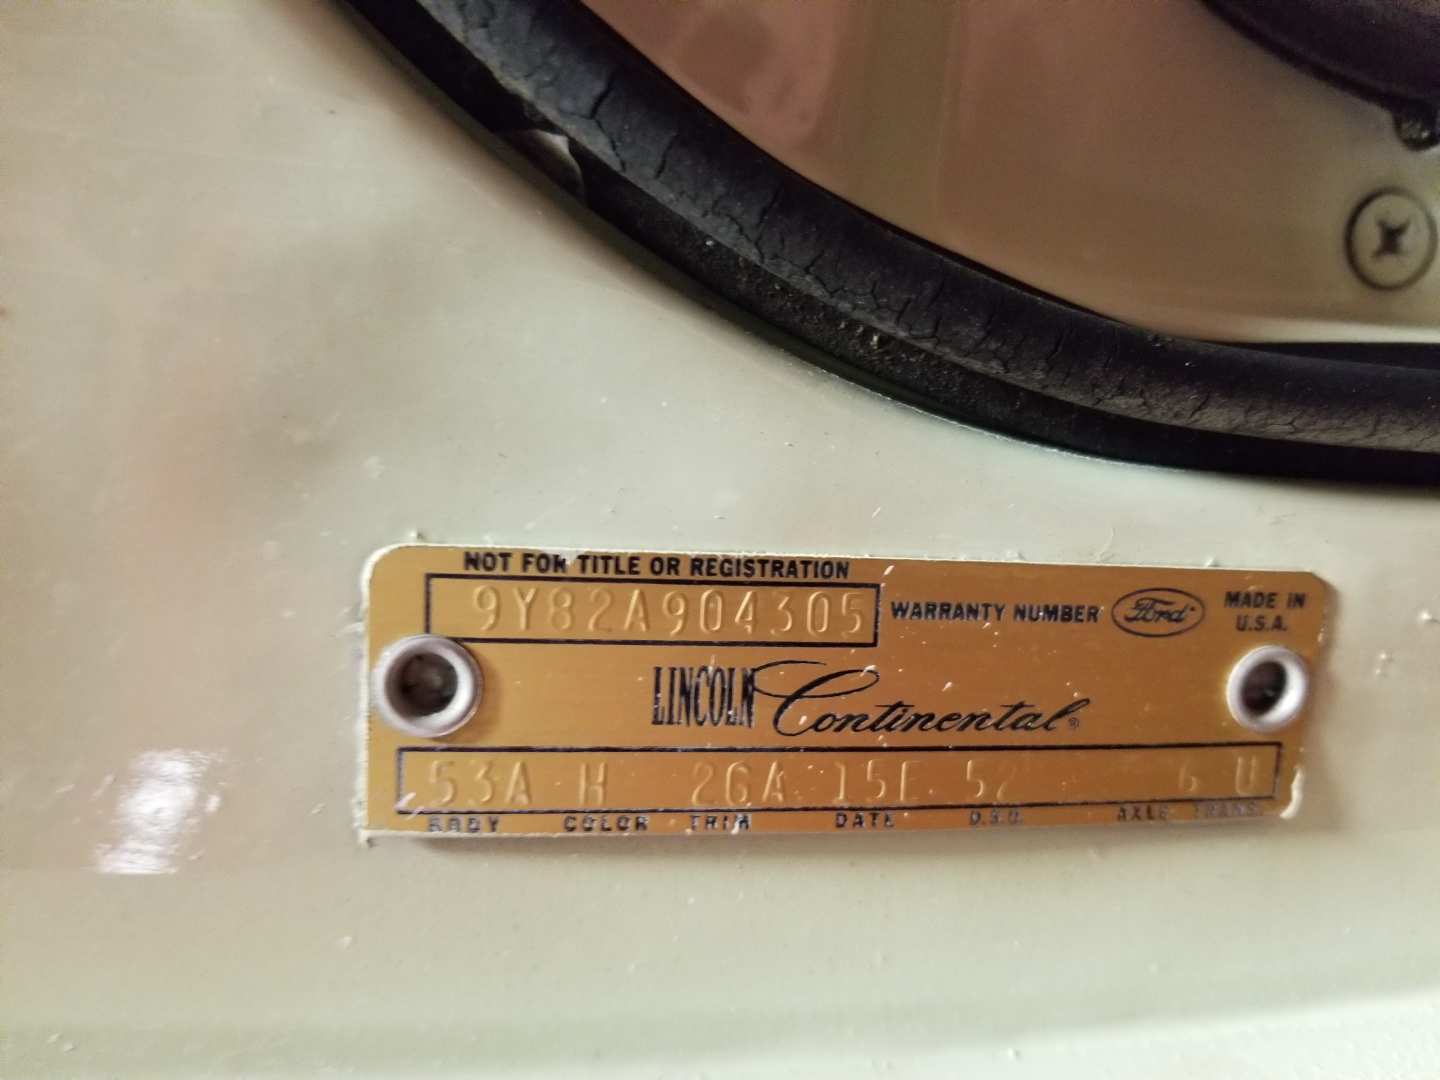 NOT FOR TITLE OR REGISTRATION
9Y82A904305
WARRANTY NUMBER
Ford
MADE IN
U.S.A.
LINCOLN Continental®
53A H 2GA 15E 52 6 U
BODY COLOR TRIM DATE D.S.O. AXLE TRANS.